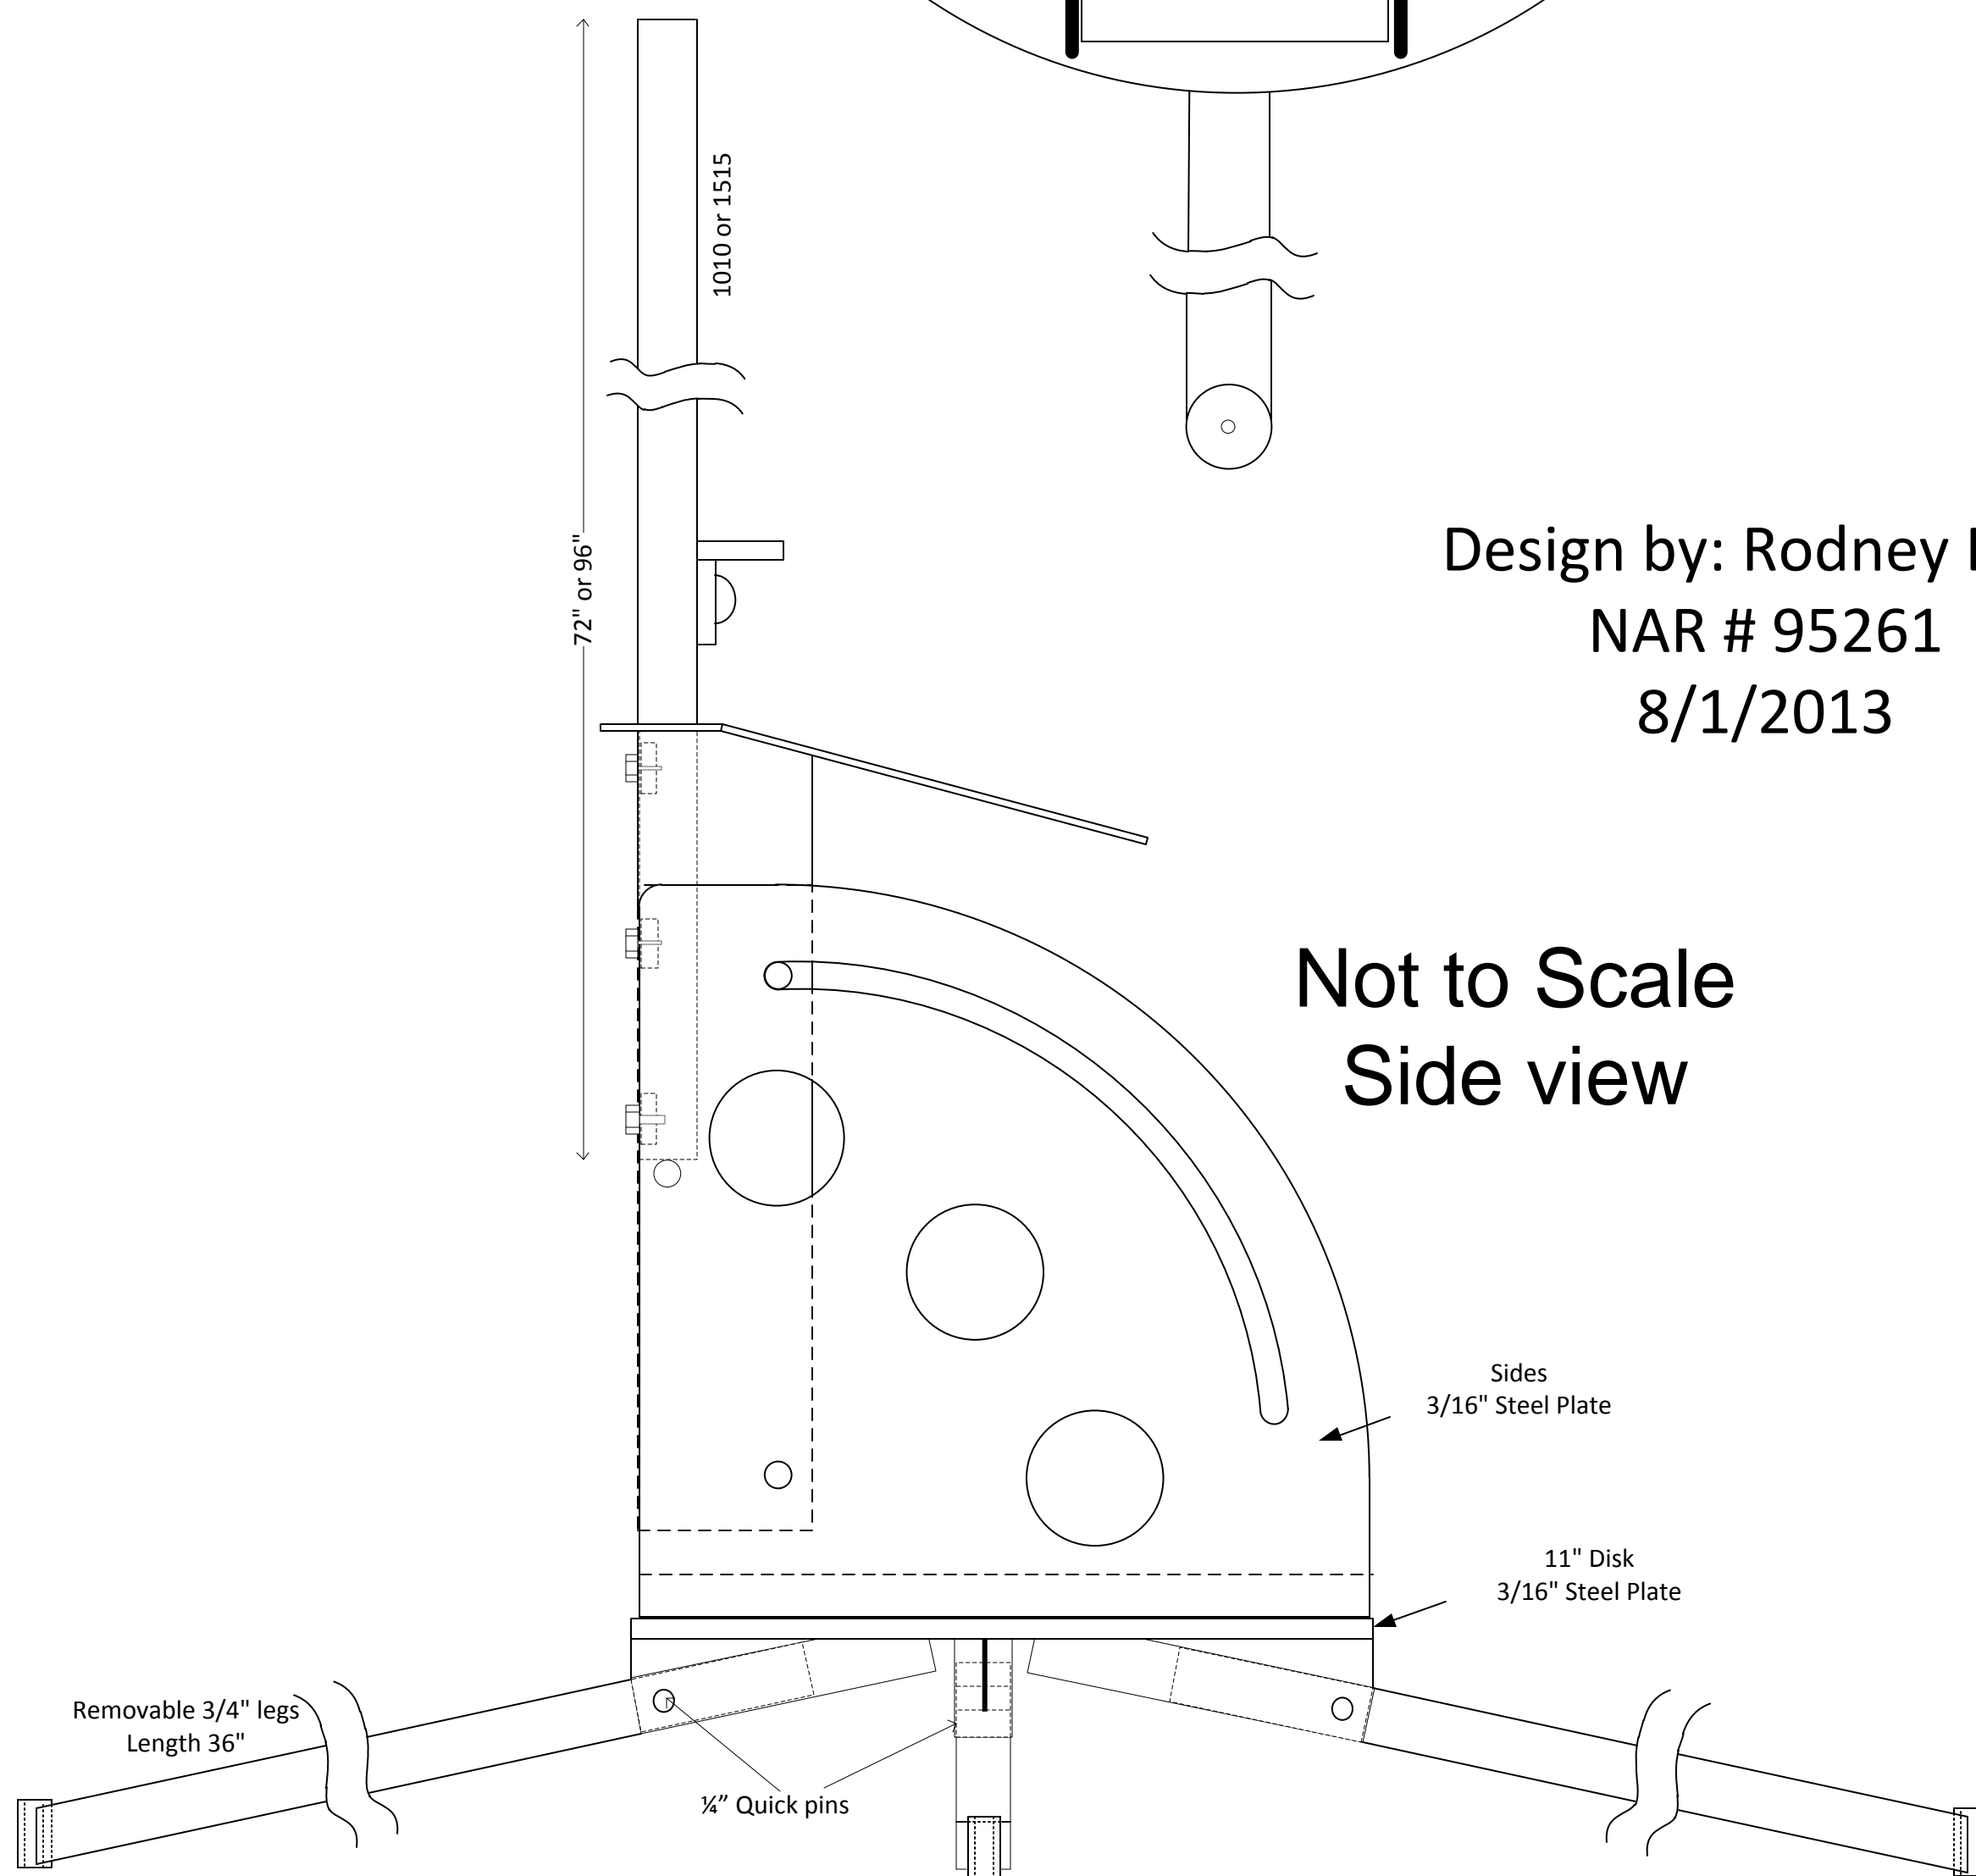 1010 or 1515
72" or 96"
Design by: Rodney
NAR # 95261
8/1/2013
Not to Scale
Side view
Sides
3/16" Steel Plate
11" Disk
3/16" Steel Plate
Removable 3/4" legs
Length 36"
¼” Quick pins